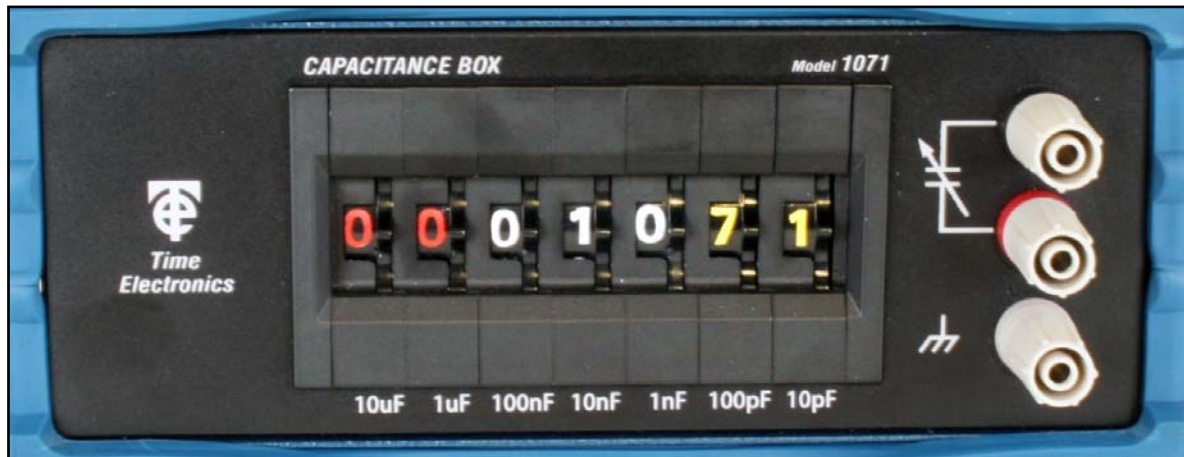 CAPACITANCE BOX Model 1071
0 0 0 1 0 7 1
Time
Electronics
10uF 1uF 100nF 10nF 1nF 100pF 10pF